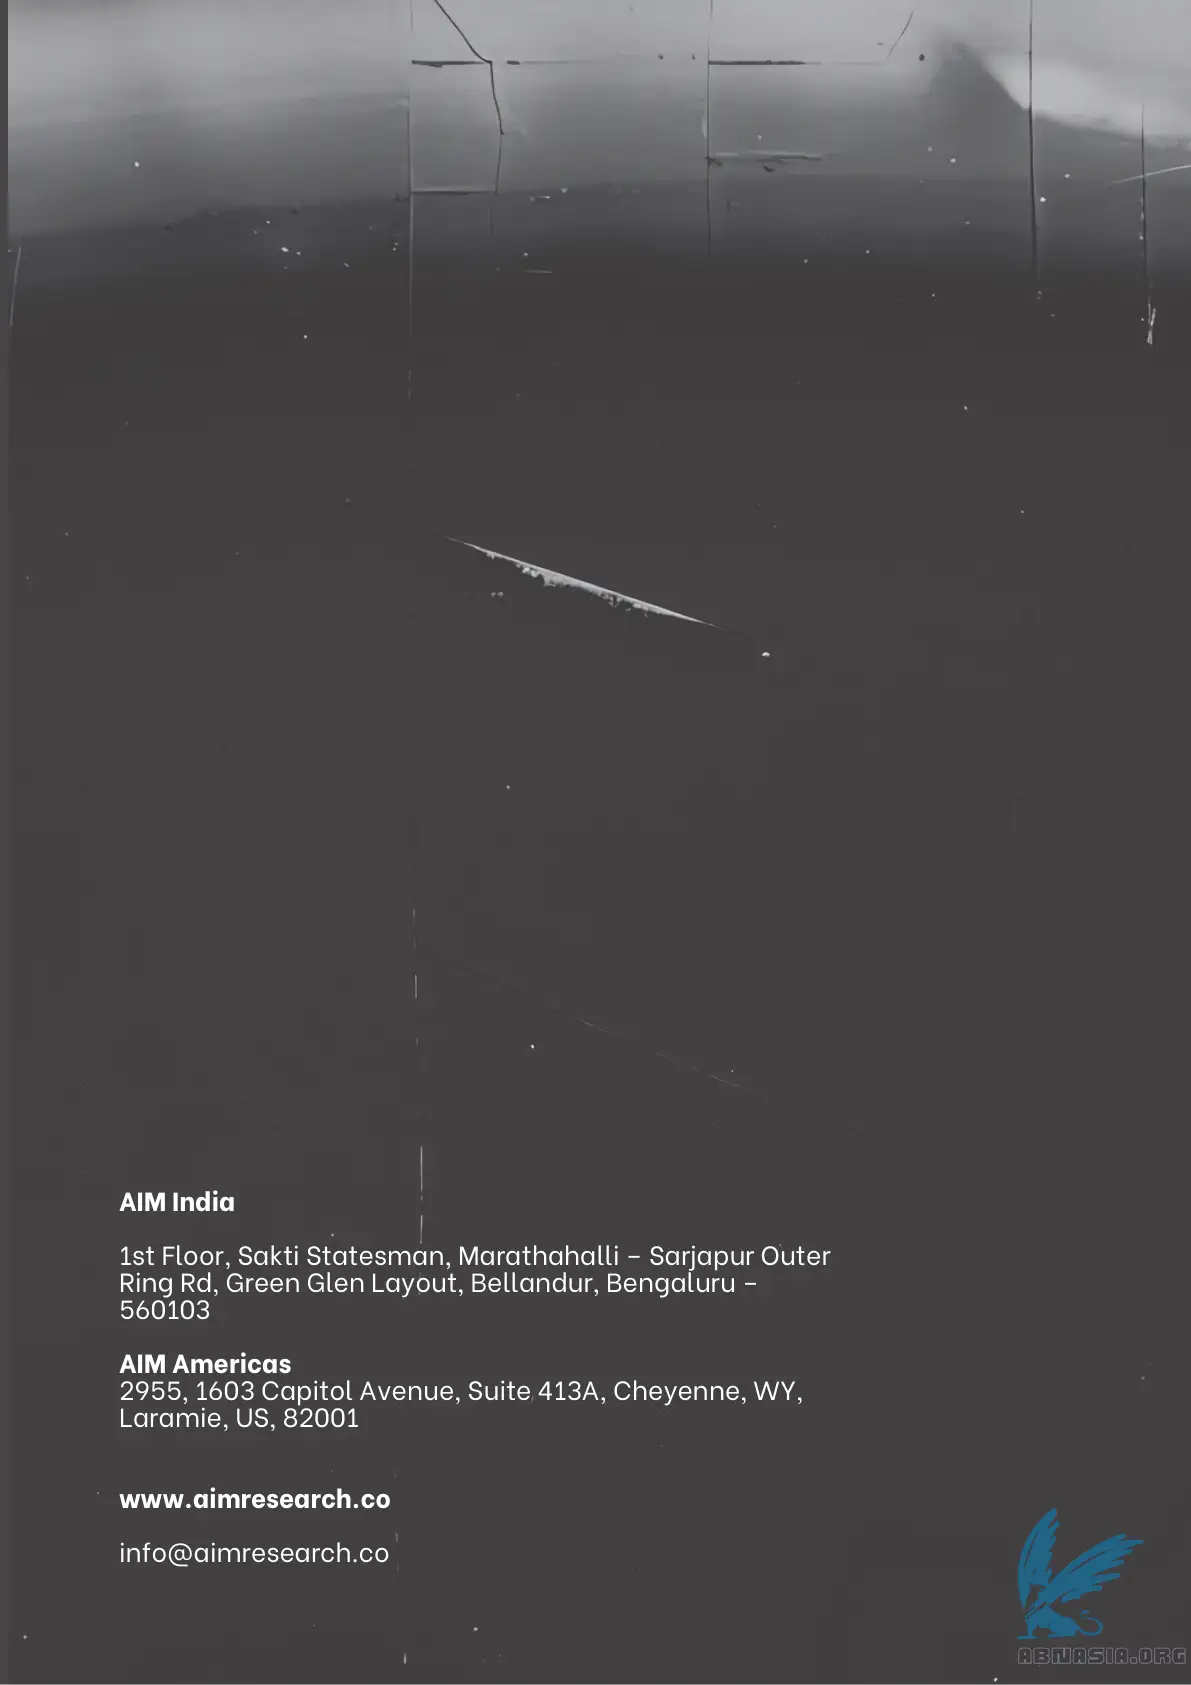 AIM India
1st Floor, Sakti Statesman, Marathahalli – Sarjapur Outer
Ring Rd, Green Glen Layout, Bellandur, Bengaluru –
560103
AIM Americas
2955, 1603 Capitol Avenue, Suite 413A, Cheyenne, WY,
Laramie, US, 82001
www.aimresearch.co
info@aimresearch.co
ABNASIA.ORG